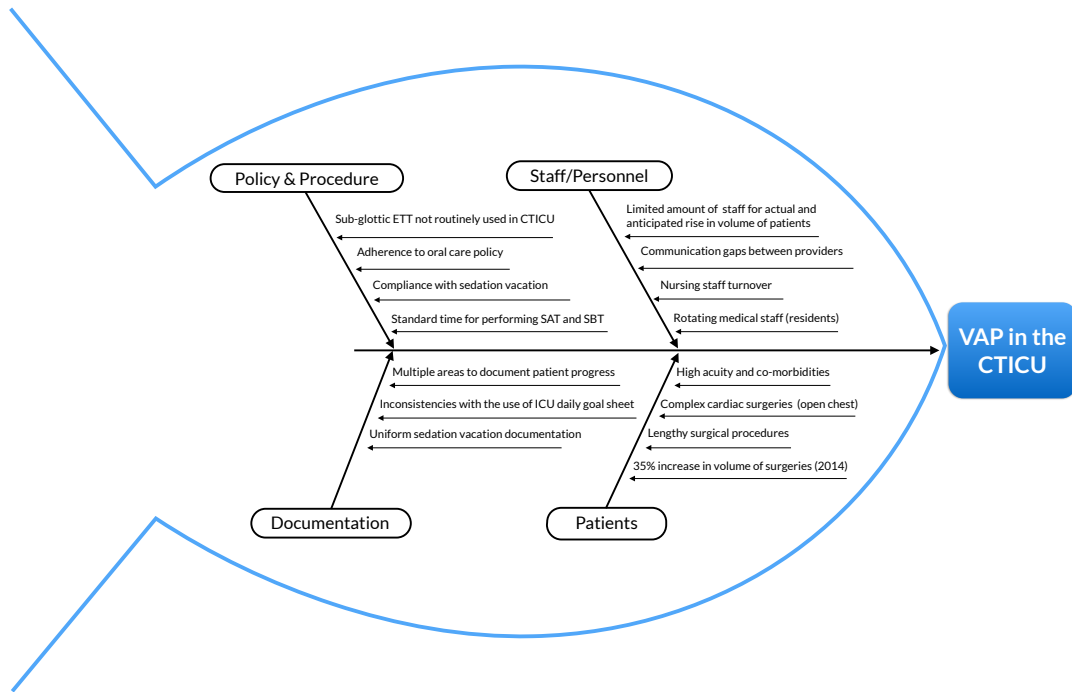 Policy & Procedure
Sub-glottic ETT not routinely used in CTICU
Adherence to oral care policy
Compliance with sedation vacation
Standard time for performing SAT and SBT
Staff/Personnel
Limited amount of staff for actual and
anticipated rise in volume of patients
Communication gaps between providers
Nursing staff turnover
Rotating medical staff (residents)
VAP in the
CTICU
Multiple areas to document patient progress
Inconsistencies with the use of ICU daily goal sheet
Uniform sedation vacation documentation
Documentation
High acuity and co-morbidities
Complex cardiac surgeries (open chest)
Lengthy surgical procedures
35% increase in volume of surgeries (2014)
Patients